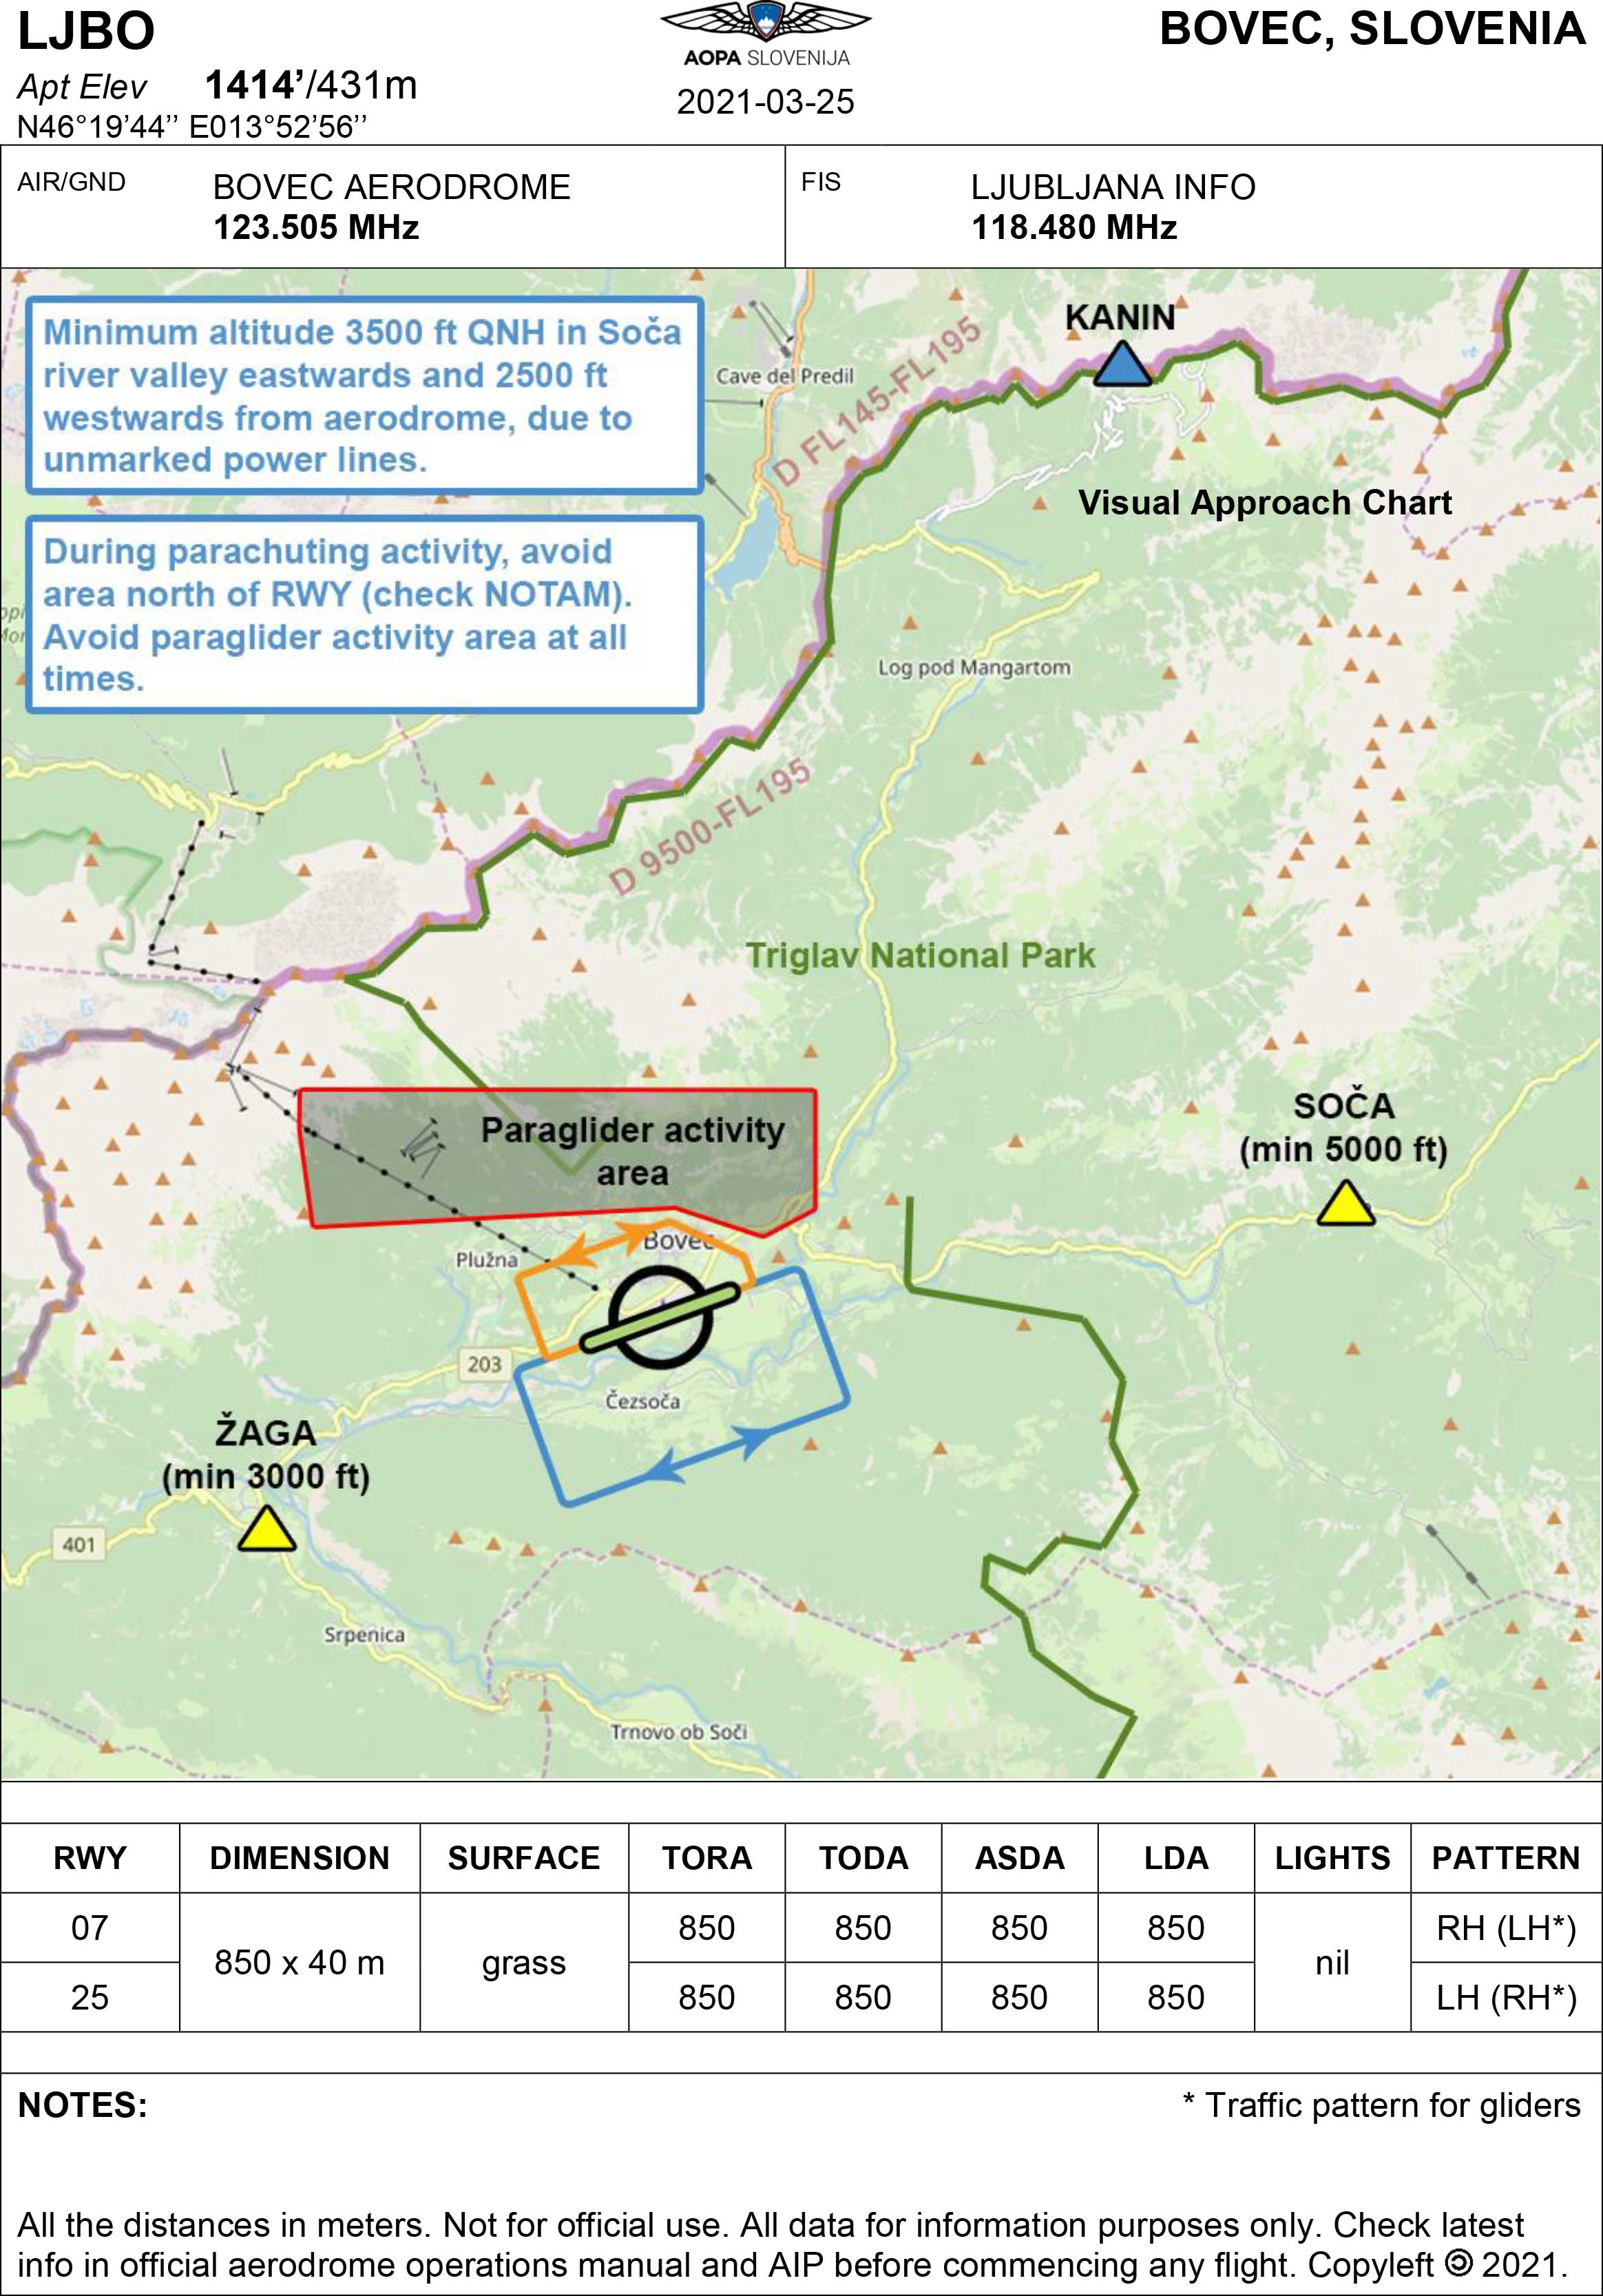 LJBO
Apt Elev 1414’/431m
N46°19’44’’ E013°52’56’’
AOPA SLOVENIJA
2021-03-25
BOVEC, SLOVENIA
AIR/GND
BOVEC AERODROME
123.505 MHz
FIS
LJUBLJANA INFO
118.480 MHz
Minimum altitude 3500 ft QNH in Soča
river valley eastwards and 2500 ft
westwards from aerodrome, due to
unmarked power lines.
During parachuting activity, avoid
area north of RWY (check NOTAM).
Avoid paraglider activity area at all
times.
KANIN
Cave del Predil
D FL145-FL195
Visual Approach Chart
Log pod Mangartom
D 9500-FL195
Triglav National Park
Paraglider activity
area
SOČA
(min 5000 ft)
Bovec
Plužna
203
Čezsoča
ŽAGA
(min 3000 ft)
401
Srpenica
Trnovo ob Soči
RWY DIMENSION SURFACE TORA TODA ASDA LDA LIGHTS PATTERN
07 850 850 850 850 RH (LH*)
850 x 40 m grass nil
25 850 850 850 850 LH (RH*)
NOTES:
* Traffic pattern for gliders
All the distances in meters. Not for official use. All data for information purposes only. Check latest
info in official aerodrome operations manual and AIP before commencing any flight. Copyleft 🄯 2021.